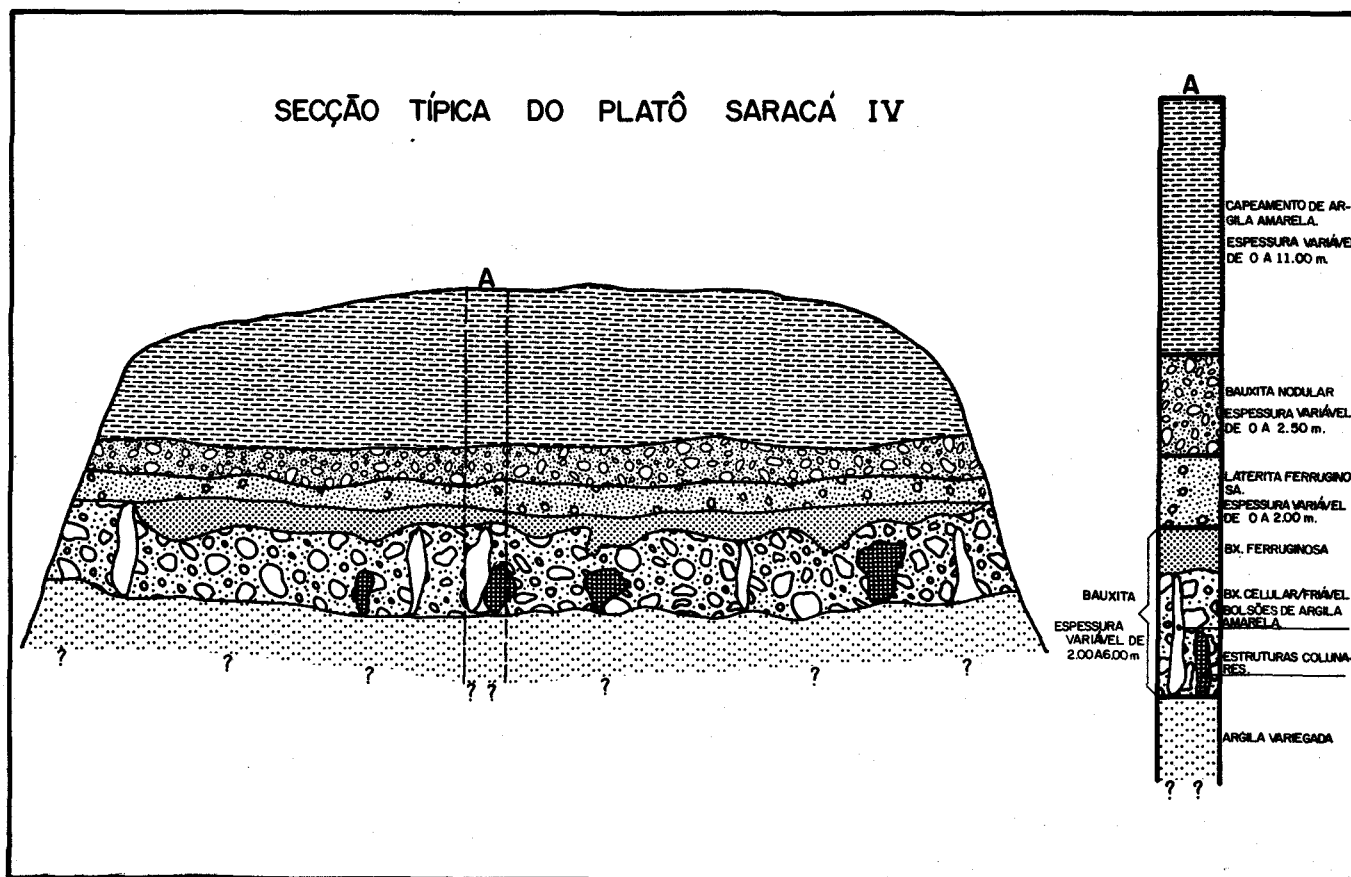 SECÇÃO TÍPICA DO PLATÔ SARACÁ IV
A
? ? ? ? ? ? ? ?
A
CAPEAMENTO DE AR-
GILA AMARELA.
ESPESSURA VARIÁVE
DE 0 A 11.00 m.
BAUXITA NODULAR
ESPESSURA VARIÁVEL
DE 0 A 2.50 m.
LATERITA FERRUGINO
SA.
ESPESSURA VARIÁVEL
DE 0 A 2.00 m.
BX. FERRUGINOSA
BX. CELULAR/FRIÁVEL
BOLSÕES DE ARGILA
AMARELA
ESTRUTURAS COLUNA-
RES.
ARGILA VARIEGADA
BAUXITA
ESPESSURA
VARIÁVEL DE
2.00 A 6.00 m
? ?